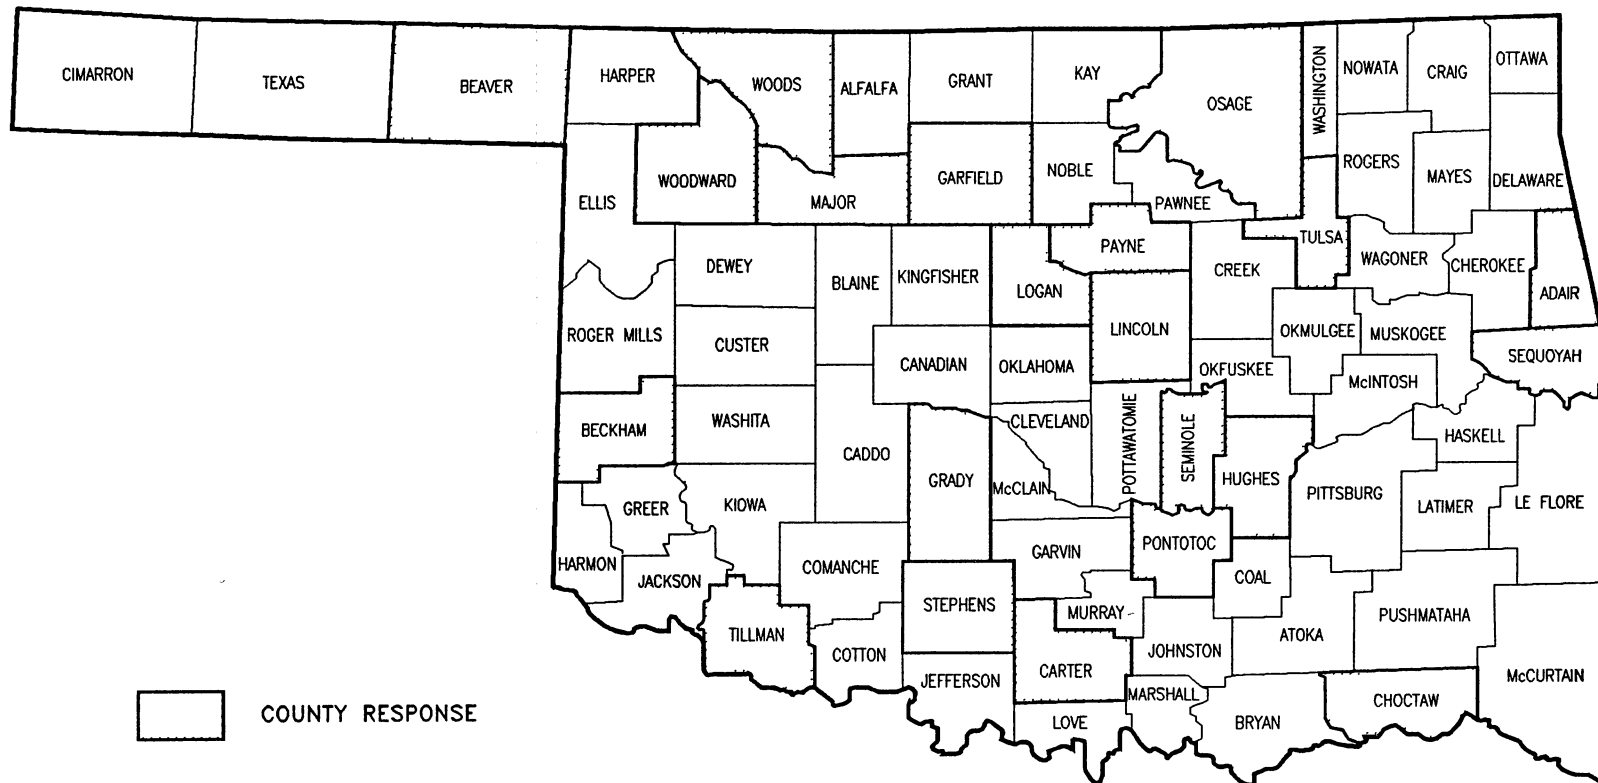 CIMARRON
TEXAS
BEAVER
HARPER
WOODS
ALFALFA
GRANT
KAY
OSAGE
WASHINGTON
NOWATA
CRAIG
OTTAWA
ELLIS
WOODWARD
MAJOR
GARFIELD
NOBLE
PAWNEE
ROGERS
MAYES
DELAWARE
DEWEY
BLAINE
KINGFISHER
LOGAN
PAYNE
CREEK
TULSA
WAGONER
CHEROKEE
ADAIR
ROGER MILLS
CUSTER
CANADIAN
OKLAHOMA
LINCOLN
OKFUSKEE
OKMULGEE
MUSKOGEE
McINTOSH
SEQUOYAH
BECKHAM
WASHITA
CADDO
GRADY
CLEVELAND
McCLAIN
POTTAWATOMIE
SEMINOLE
HUGHES
PITTSBURG
HASKELL
LATIMER
LE FLORE
GREER
KIOWA
HARMON
JACKSON
COMANCHE
GARVIN
PONTOTOC
COAL
TILLMAN
COTTON
STEPHENS
MURRAY
JOHNSTON
ATOKA
PUSHMATAHA
McCURTAIN
JEFFERSON
CARTER
LOVE
MARSHALL
BRYAN
CHOCTAW
COUNTY RESPONSE